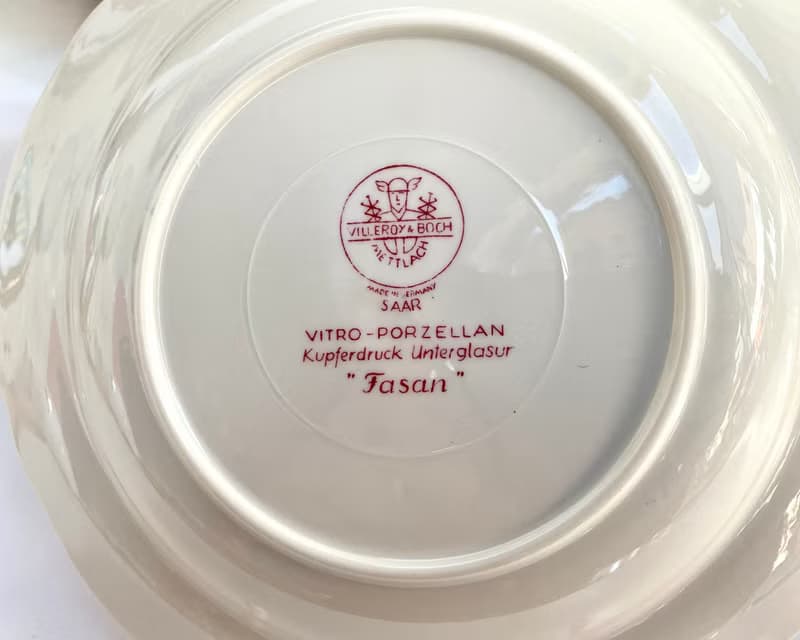 VILLEROY & BOCH
METTLACH
MADE IN GERMANY
SAAR
VITRO-PORZELLAN
Kupferdruck Unterglasur
"Fasan"